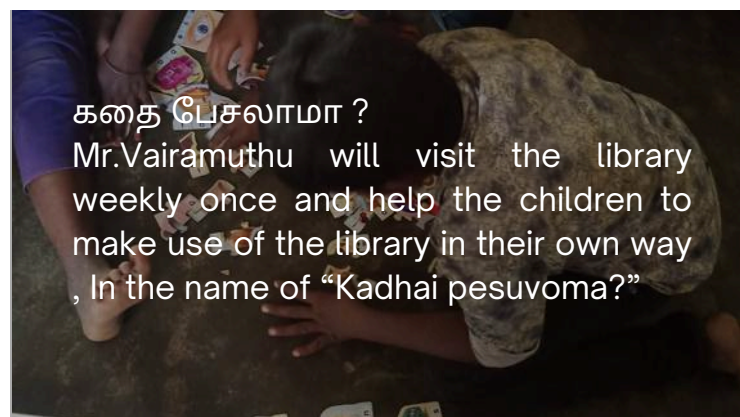 கதை பேசலாமா ?
Mr.Vairamuthu will visit the library
weekly once and help the children to
make use of the library in their own way
, In the name of “Kadhai pesuvoma?”